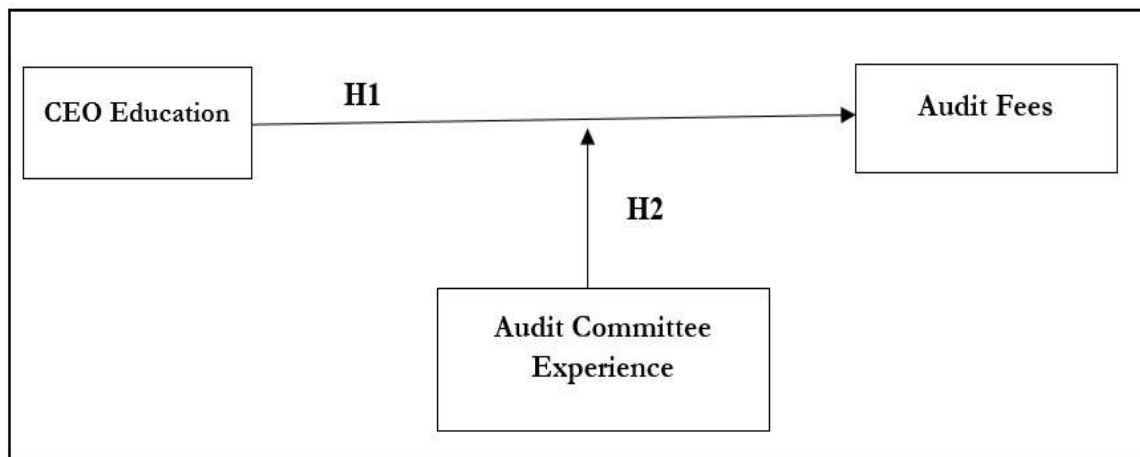 CEO Education
H1
Audit Fees
H2
Audit Committee
Experience